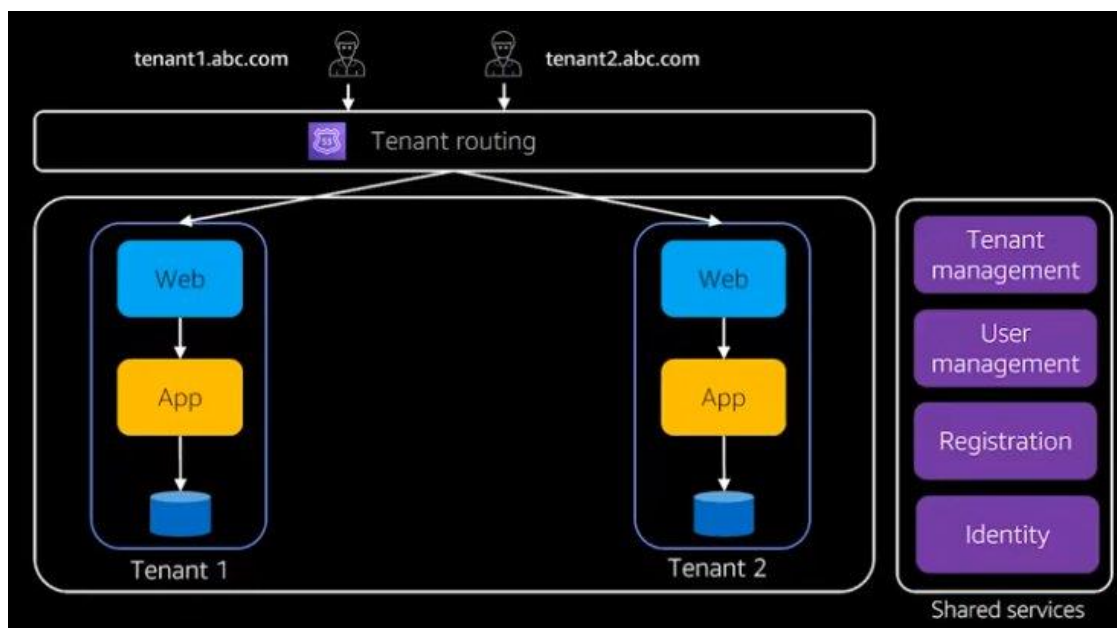 tenant1.abc.com
tenant2.abc.com
53
Tenant routing
Web
App
Tenant 1
Web
App
Tenant 2
Tenant
management
User
management
Registration
Identity
Shared services